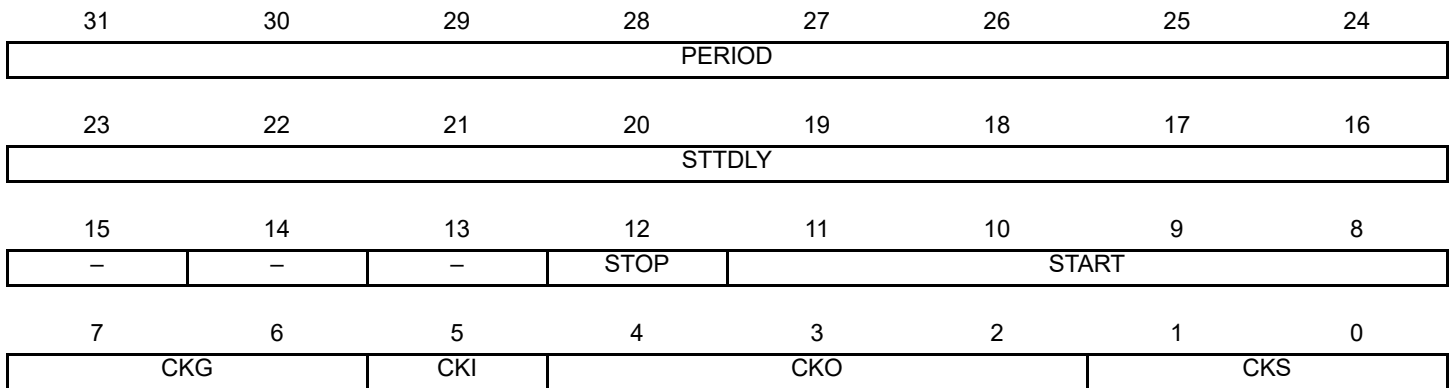 31 30 29 28 27 26 25 24
PERIOD
23 22 21 20 19 18 17 16
STTDLY
15 14 13 12 11 10 9 8
– – – STOP START
7 6 5 4 3 2 1 0
CKG CKI CKO CKS